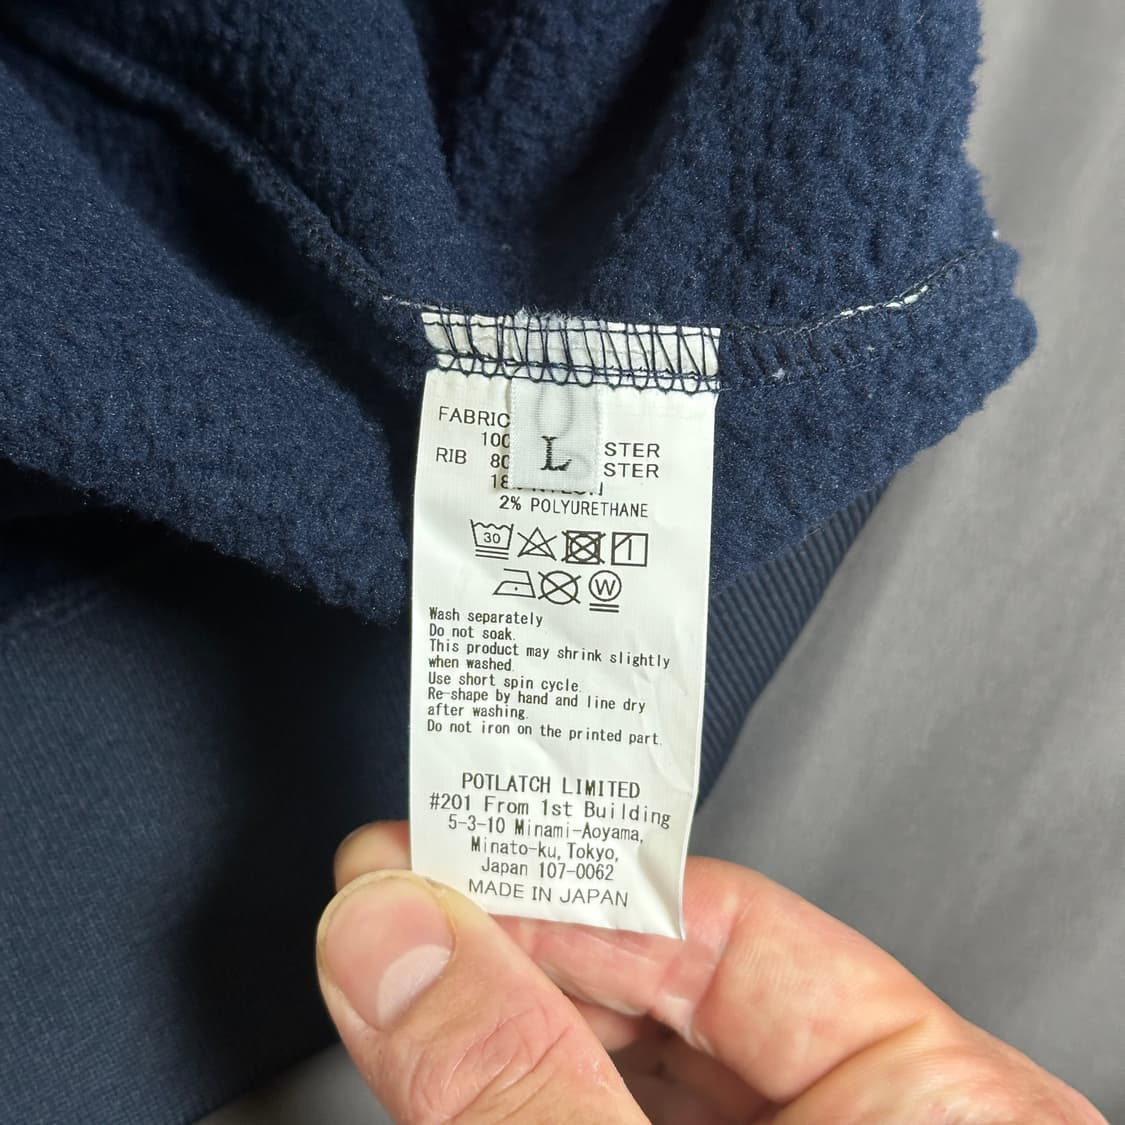 FABRIC
100
L
STER
RIB 80
STER
18
2% POLYURETHANE
30
W
Wash separately
Do not soak.
This product may shrink slightly
when washed.
Use short spin cycle.
Re-shape by hand and line dry
after washing.
Do not iron on the printed part.
POTLATCH LIMITED
#201 From 1st Building
5-3-10 Minami-Aoyama,
Minato-ku, Tokyo,
Japan 107-0062
MADE IN JAPAN